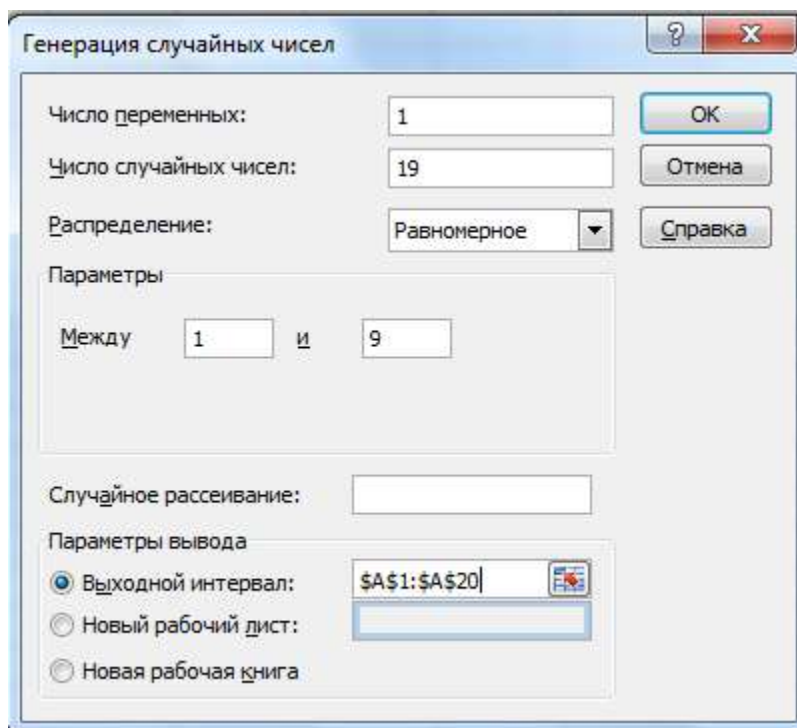 Генерация случайных чисел
Число переменных: 1 OK
Число случайных чисел: 19 Отмена
Распределение: Равномерное Справка
Параметры
Между 1 и 9
Случайное рассеивание:
Параметры вывода
Выходной интервал: $A$1:$A$20
Новый рабочий лист:
Новая рабочая книга